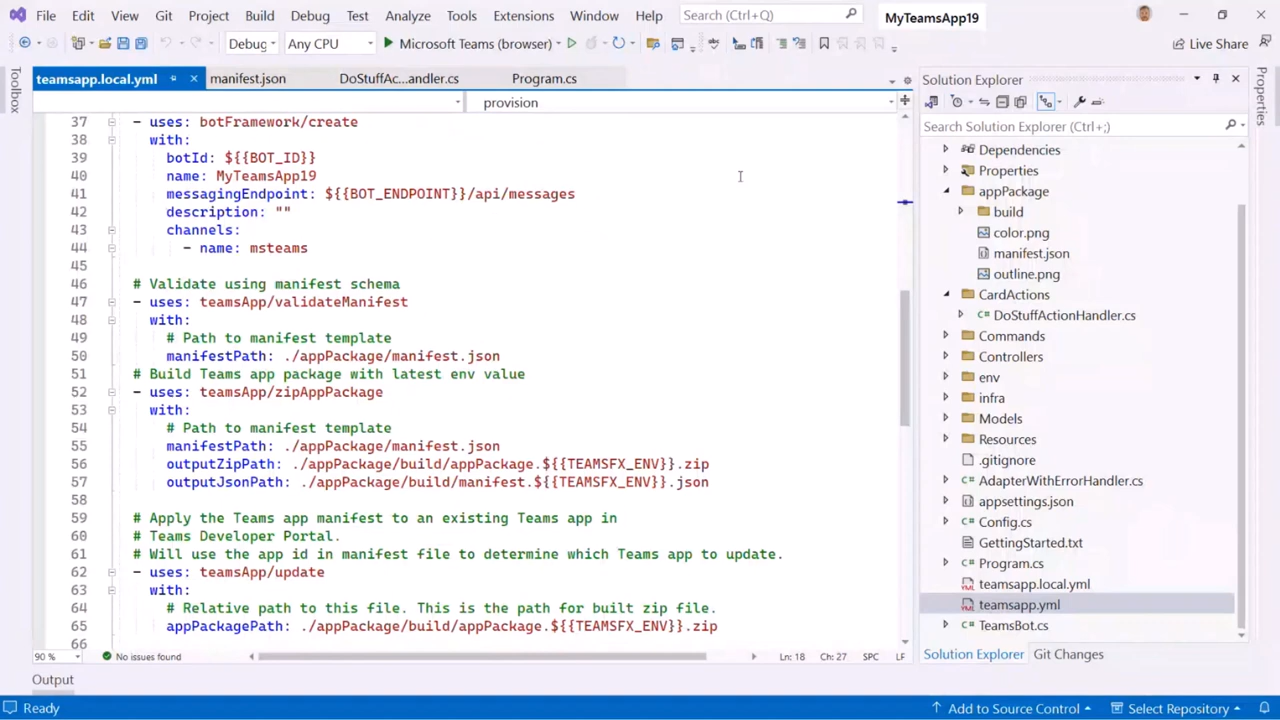 File Edit View Git Project Build Debug Test Analyze Tools Extensions Window Help Search (Ctrl+Q) MyTeamsApp19
Debug Any CPU Microsoft Teams (browser) Live Share
Toolbox
teamsapp.local.yml manifest.json DoStuffAc...andler.cs Program.cs
provision
37 - uses: botFramework/create
38 with:
39 botId: ${{BOT_ID}}
40 name: MyTeamsApp19
41 messagingEndpoint: ${{BOT_ENDPOINT}}/api/messages
42 description: ""
43 channels:
44 - name: msteams
45
46 # Validate using manifest schema
47 - uses: teamsApp/validateManifest
48 with:
49 # Path to manifest template
50 manifestPath: ./appPackage/manifest.json
51 # Build Teams app package with latest env value
52 - uses: teamsApp/zipAppPackage
53 with:
54 # Path to manifest template
55 manifestPath: ./appPackage/manifest.json
56 outputZipPath: ./appPackage/build/appPackage.${{TEAMSFX_ENV}}.zip
57 outputJsonPath: ./appPackage/build/manifest.${{TEAMSFX_ENV}}.json
58
59 # Apply the Teams app manifest to an existing Teams app in
60 # Teams Developer Portal.
61 # Will use the app id in manifest file to determine which Teams app to update.
62 - uses: teamsApp/update
63 with:
64 # Relative path to this file. This is the path for built zip file.
65 appPackagePath: ./appPackage/build/appPackage.${{TEAMSFX_ENV}}.zip
66
90 % No issues found Ln: 18 Ch: 27 SPC LF
Solution Explorer
Search Solution Explorer (Ctrl+;)
Dependencies
Properties
appPackage
build
color.png
manifest.json
outline.png
CardActions
DoStuffActionHandler.cs
Commands
Controllers
env
infra
Models
Resources
.gitignore
AdapterWithErrorHandler.cs
appsettings.json
Config.cs
GettingStarted.txt
Program.cs
teamsapp.local.yml
teamsapp.yml
TeamsBot.cs
Solution Explorer Git Changes
Properties
Output
Ready Add to Source Control Select Repository